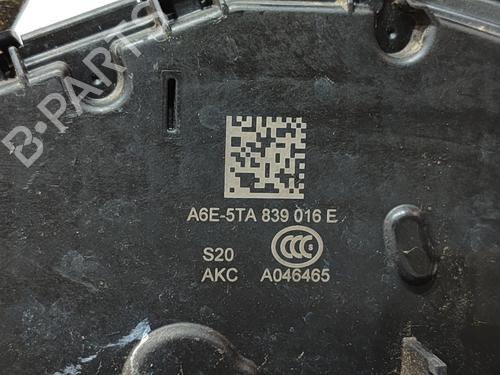 B-PARTS
A6E-5TA 839 016 E
S20
CCC S
AKC A046465